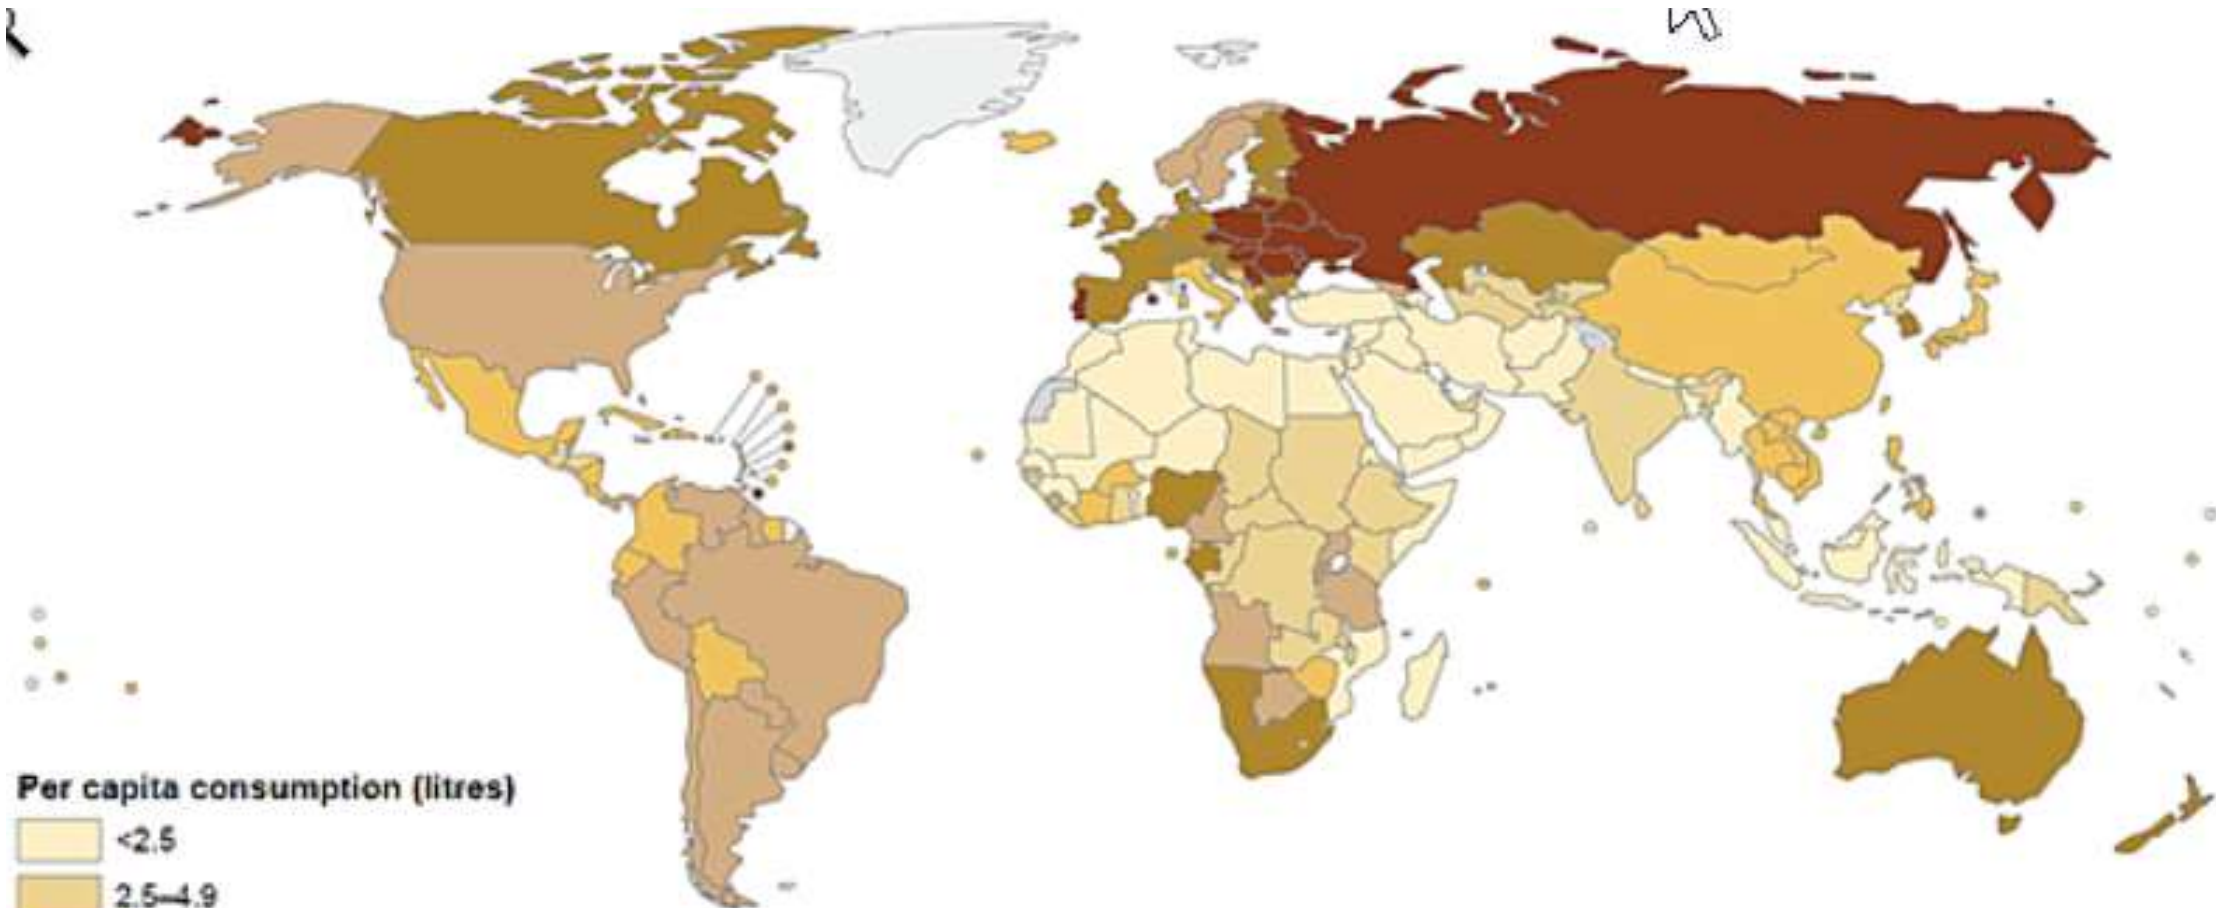 Per capita consumption (litres)
<2.5
2.5–4.9